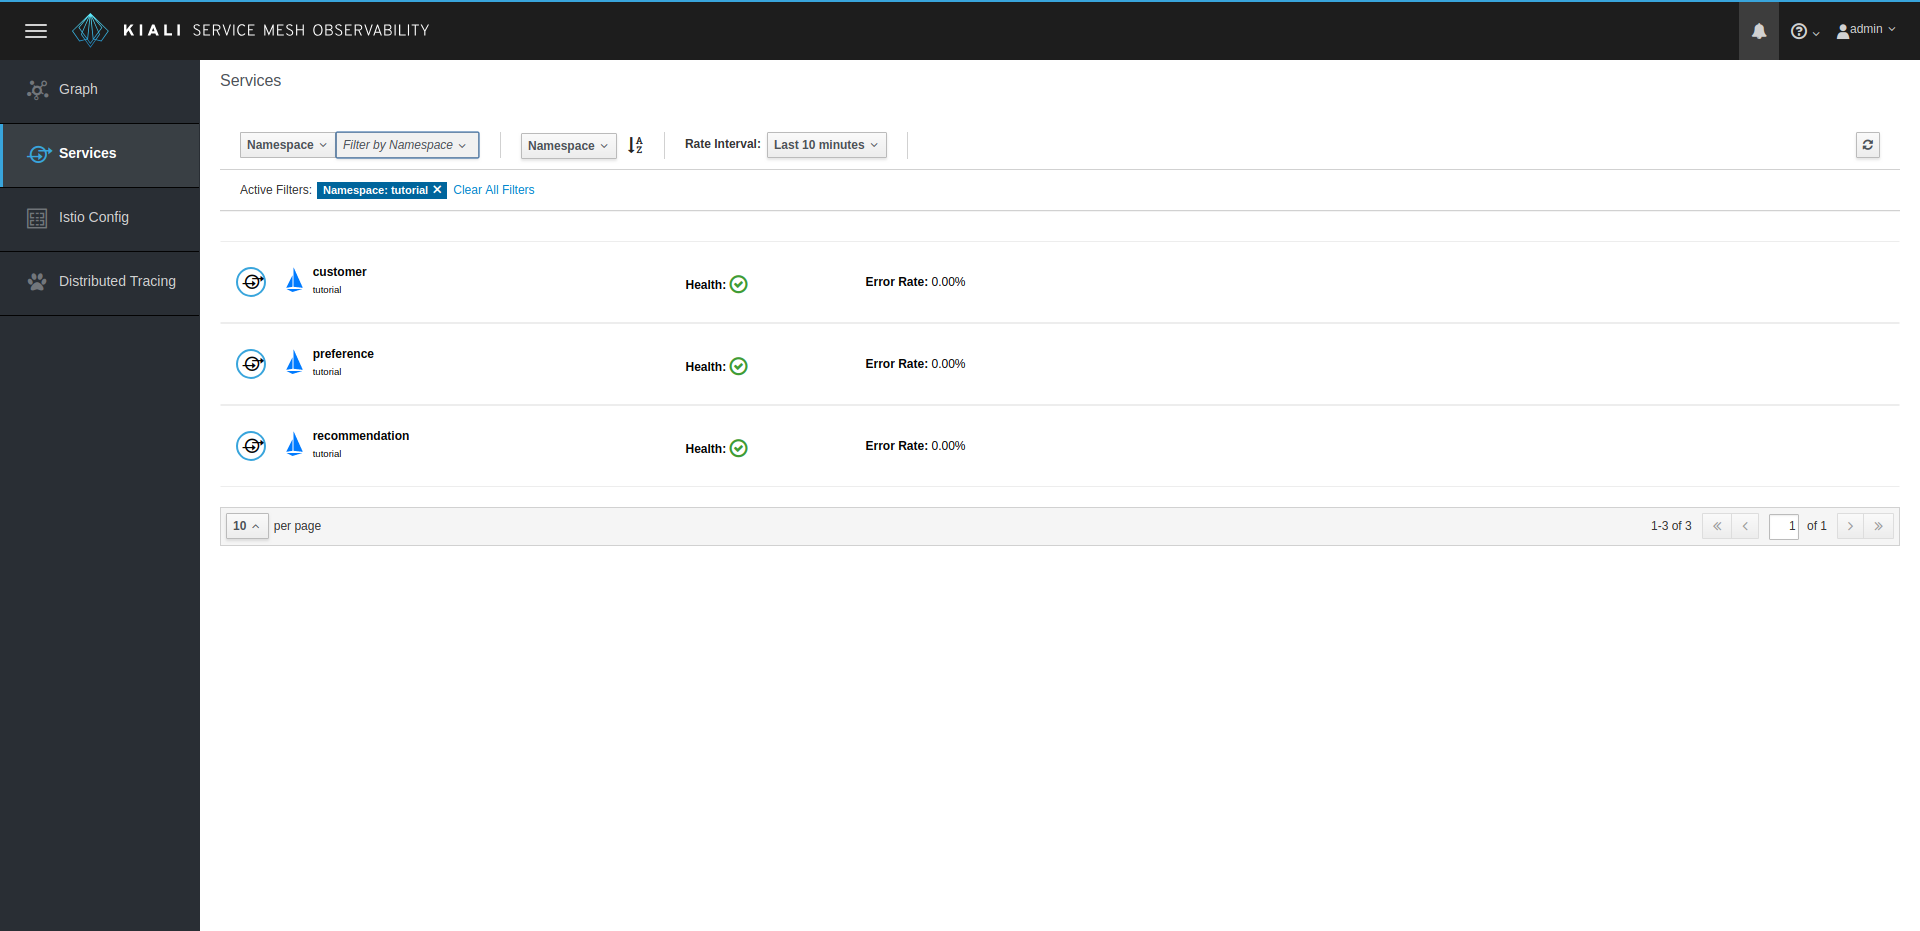 KIALI SERVICE MESH OBSERVABILITY
admin
Graph
Services
Istio Config
Distributed Tracing
Services
Namespace Filter by Namespace Namespace A Z Rate Interval: Last 10 minutes
Active Filters: Namespace: tutorial Clear All Filters
customer
tutorial
Health: Error Rate: 0.00%
preference
tutorial
Health: Error Rate: 0.00%
recommendation
tutorial
Health: Error Rate: 0.00%
10 per page 1-3 of 3 1 of 1